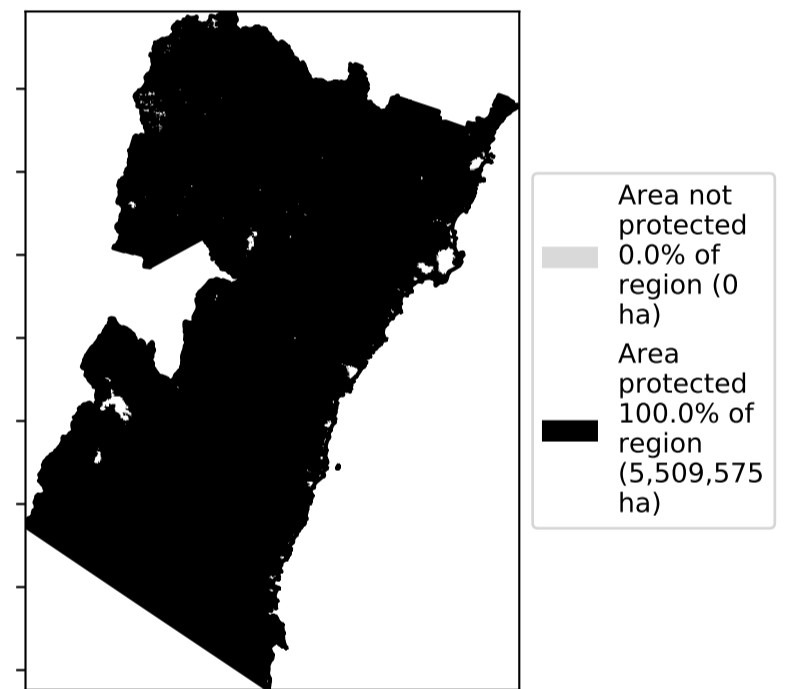 Area not
protected
0.0% of
region (0
ha)
Area
protected
100.0% of
region
(5,509,575
ha)